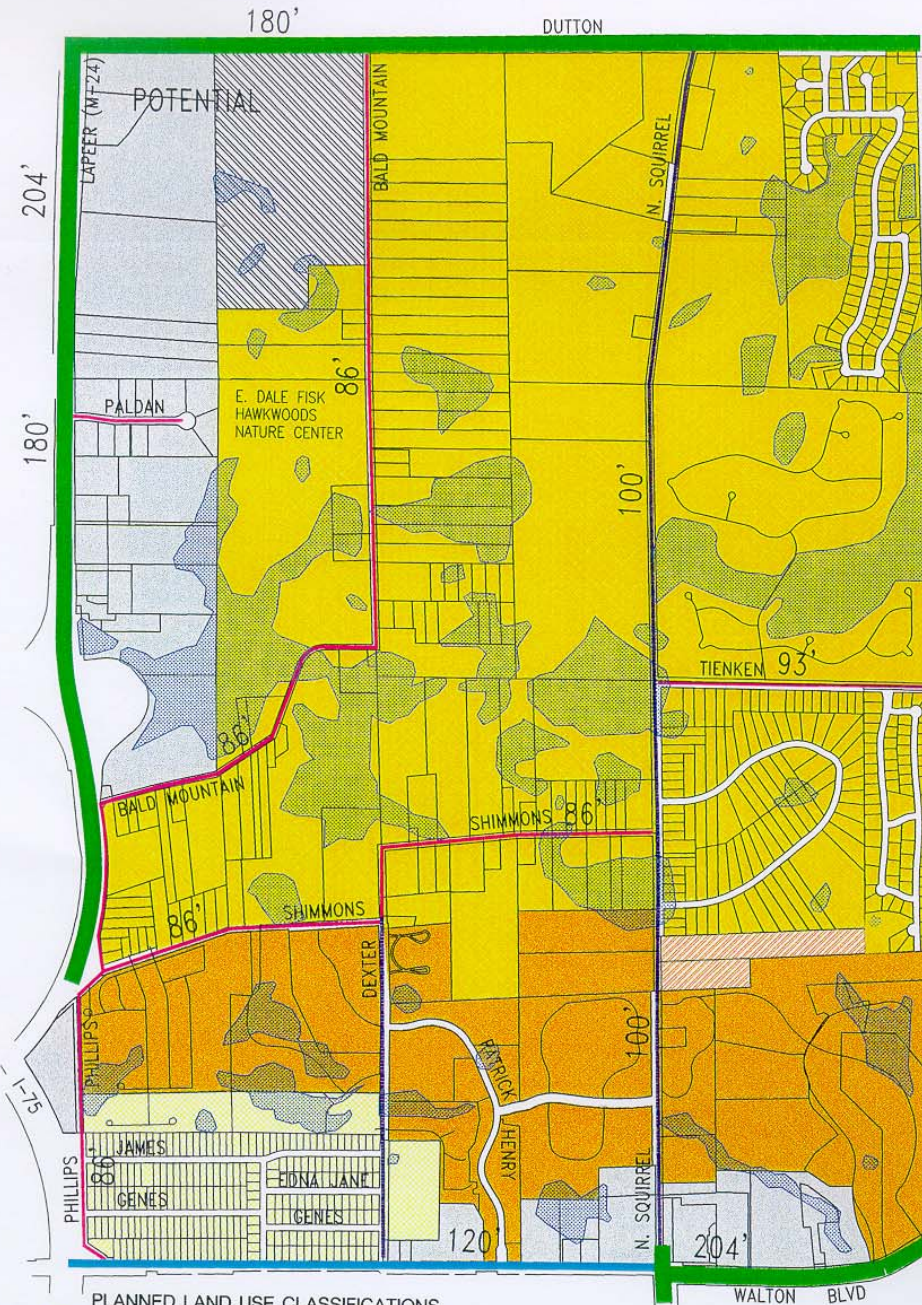 180'
DUTTON
LAPEER (M-24)
POTENTIAL
BALD MOUNTAIN
N. SQUIRREL
204'
PALDAN
E. DALE FISK
HAWKWOODS
NATURE CENTER
86'
180'
100'
TIENKEN 93'
86'
BALD MOUNTAIN
SHIMMONS 86'
86'
SHIMMONS
DEXTER
PHILLIPS
PATRICK
HENRY
100'
I-75
JAMES
EDNA JANE
GENES
GENES
PHILLIPS
86'
N. SQUIRREL
120'
204'
WALTON BLVD
PLANNED LAND USE CLASSIFICATIONS